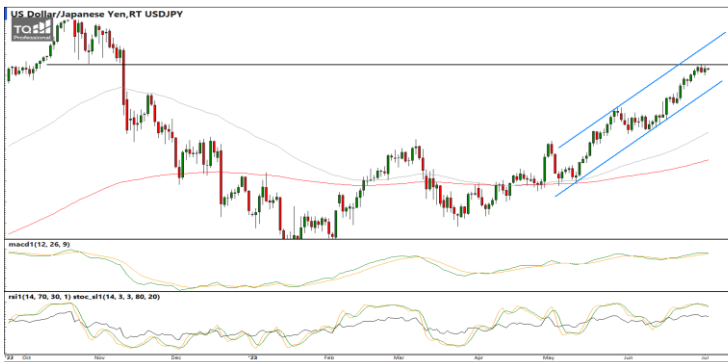 US Dollar/Japanese Yen,RT USDJPY
TQ
Professional
macd1(12, 26, 9)
rsi1(14, 70, 30, 1) stoc_sl1(14, 3, 3, 80, 20)
Oct Nov Dec '23 Feb Mar Apr May Jun Jul